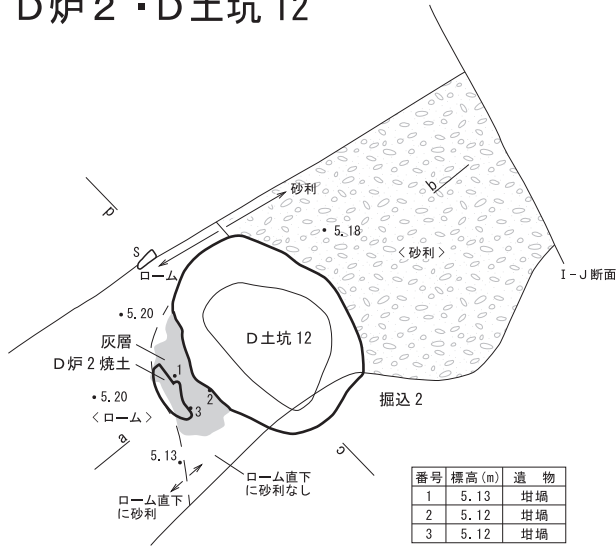 D炉2・D土坑12
砂利
b
d
・5.18
S
〈砂利〉
ローム
I-J断面
・5.20
灰層
D土坑12
D炉2焼土
・1
・5.20
2
3
〈ローム〉
掘込2
a
5.13・
c
ローム直下
に砂利なし
ローム直下
に砂利
番号 標高(m) 遺 物
1 5.13 坩堝
2 5.12 坩堝
3 5.12 坩堝